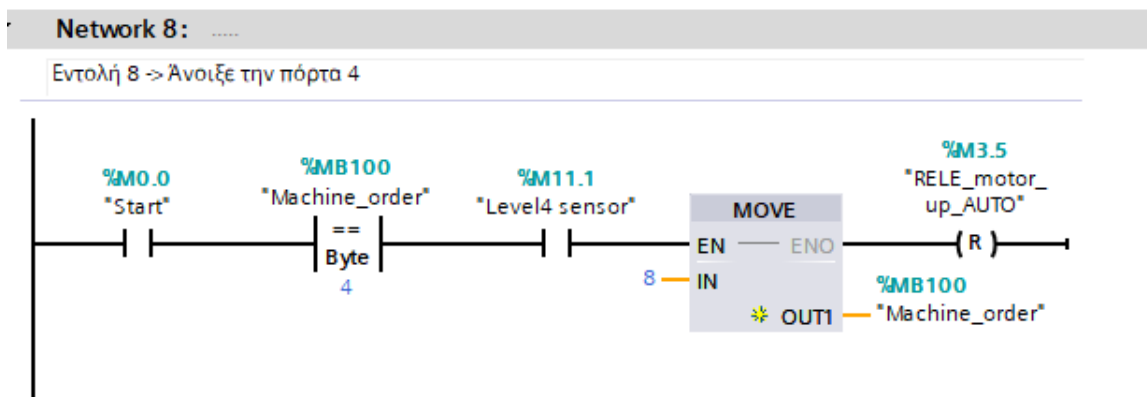 Network 8: .....
Εντολή 8 -> Άνοιξε την πόρτα 4
%M0.0
"Start"
%MB100
"Machine_order"
==
Byte
4
%M11.1
"Level4 sensor"
MOVE
EN ENO
8 IN
OUT1
%MB100
"Machine_order"
%M3.5
"RELE_motor_
up_AUTO"
R